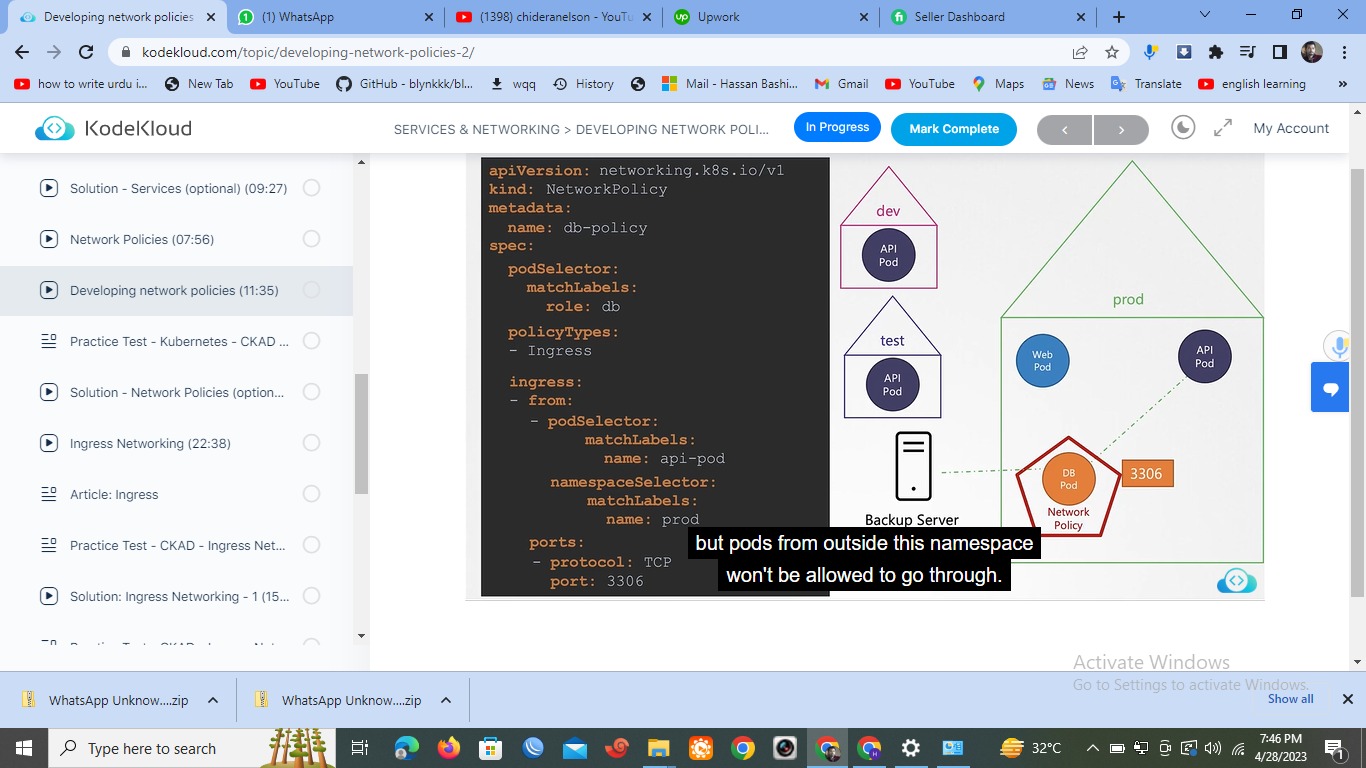 Developing network policies
(1) WhatsApp
(1398) chideranelson - YouTu
Upwork
Seller Dashboard
kodekloud.com/topic/developing-network-policies-2/
how to write urdu i...
New Tab
YouTube
GitHub - blynkkk/bl...
wqq
History
Mail - Hassan Bashi...
Gmail
YouTube
Maps
News
Translate
english learning
»
KodeKloud
SERVICES & NETWORKING > DEVELOPING NETWORK POLI...
In Progress
Mark Complete
My Account
Solution - Services (optional) (09:27)
Network Policies (07:56)
Developing network policies (11:35)
Practice Test - Kubernetes - CKAD ...
Solution - Network Policies (option...
Ingress Networking (22:38)
Article: Ingress
Practice Test - CKAD - Ingress Net...
Solution: Ingress Networking - 1 (15...
apiVersion: networking.k8s.io/v1
kind: NetworkPolicy
metadata:
name: db-policy
spec:
podSelector:
matchLabels:
role: db
policyTypes:
- Ingress
ingress:
- from:
- podSelector:
matchLabels:
name: api-pod
namespaceSelector:
matchLabels:
name: prod
ports:
- protocol: TCP
port: 3306
dev
API
Pod
test
API
Pod
Backup Server
prod
Web
Pod
API
Pod
DB
Pod
Network
Policy
3306
but pods from outside this namespace
won't be allowed to go through.
Activate Windows
Go to Settings to activate Windows.
WhatsApp Unknow....zip
WhatsApp Unknow....zip
Show all
Type here to search
32°C
7:46 PM
4/28/2023
1